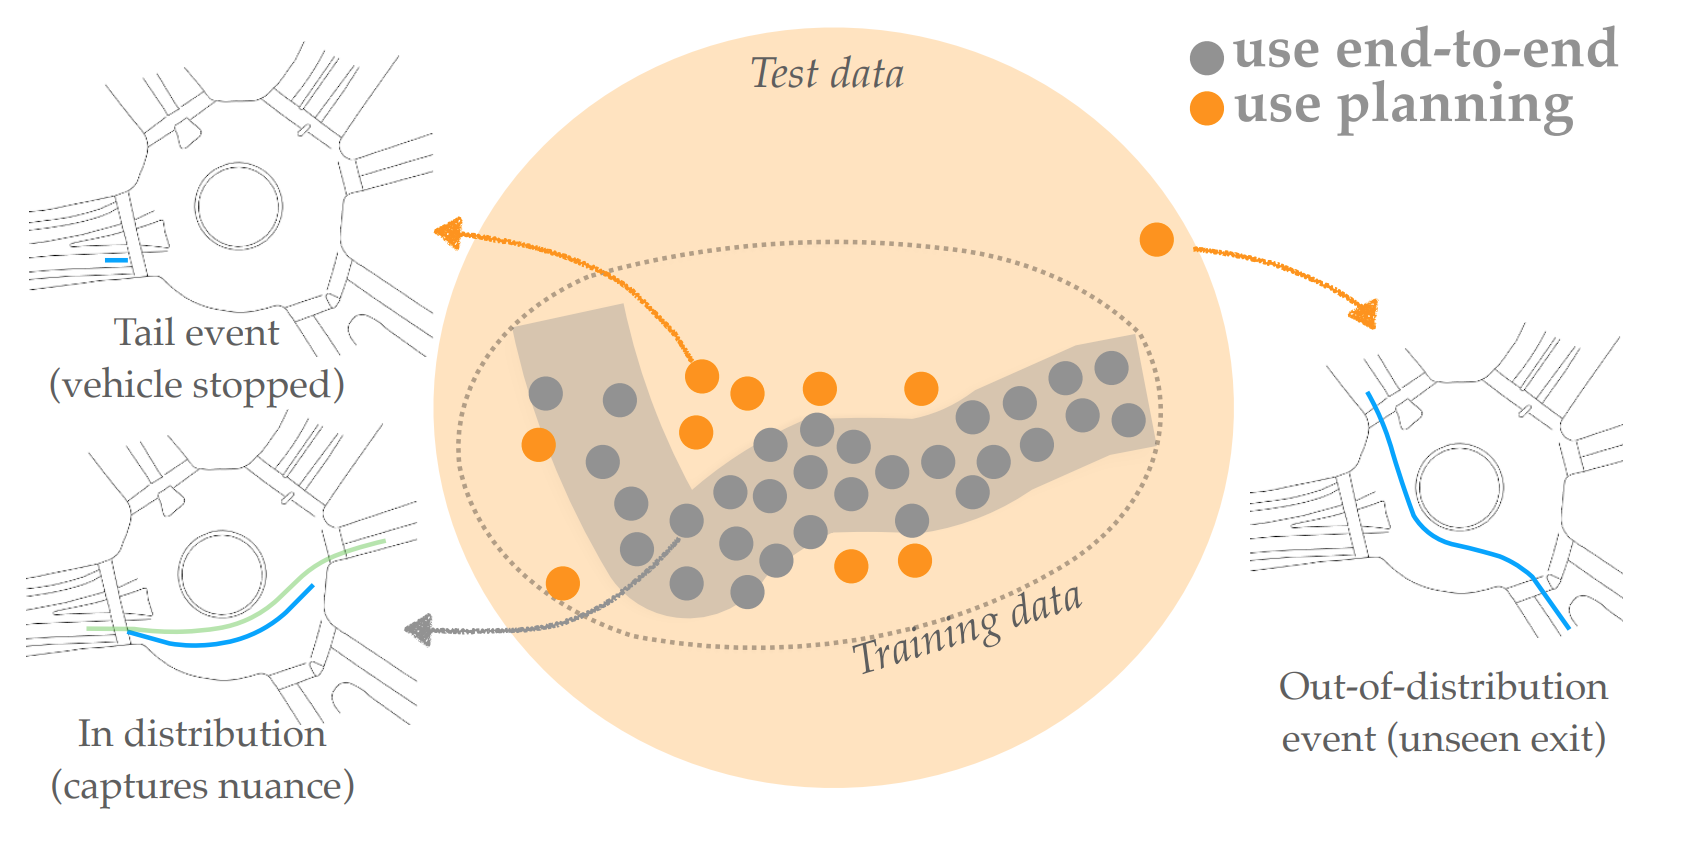 Test data
use end-to-end
use planning
Tail event
(vehicle stopped)
Training data
In distribution
(captures nuance)
Out-of-distribution
event (unseen exit)